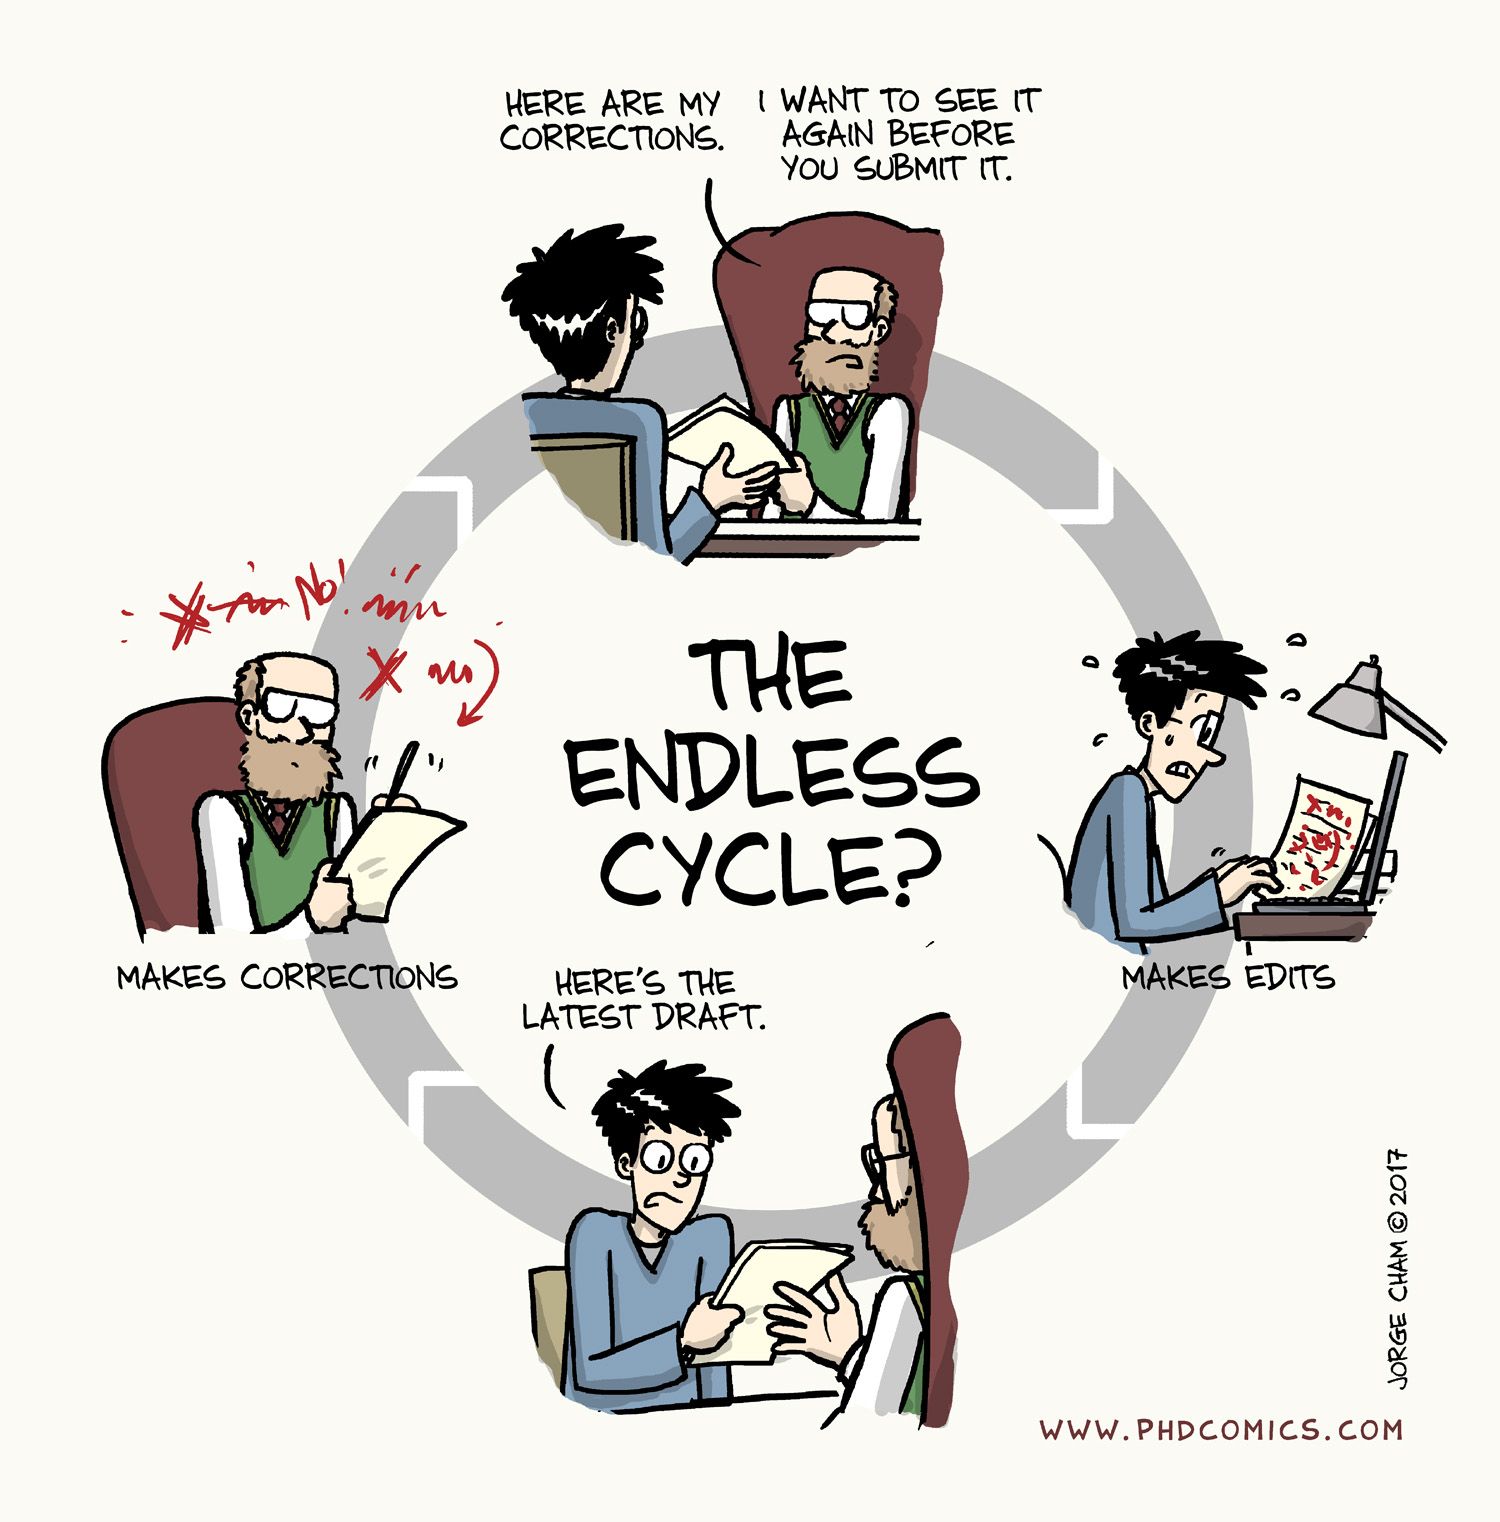 HERE ARE MY
CORRECTIONS.
I WANT TO SEE IT
AGAIN BEFORE
YOU SUBMIT IT.
No!
THE
ENDLESS
CYCLE?
MAKES EDITS
HERE'S THE
LATEST DRAFT.
MAKES CORRECTIONS
JORGE CHAM © 2017
WWW.PHDCOMICS.COM